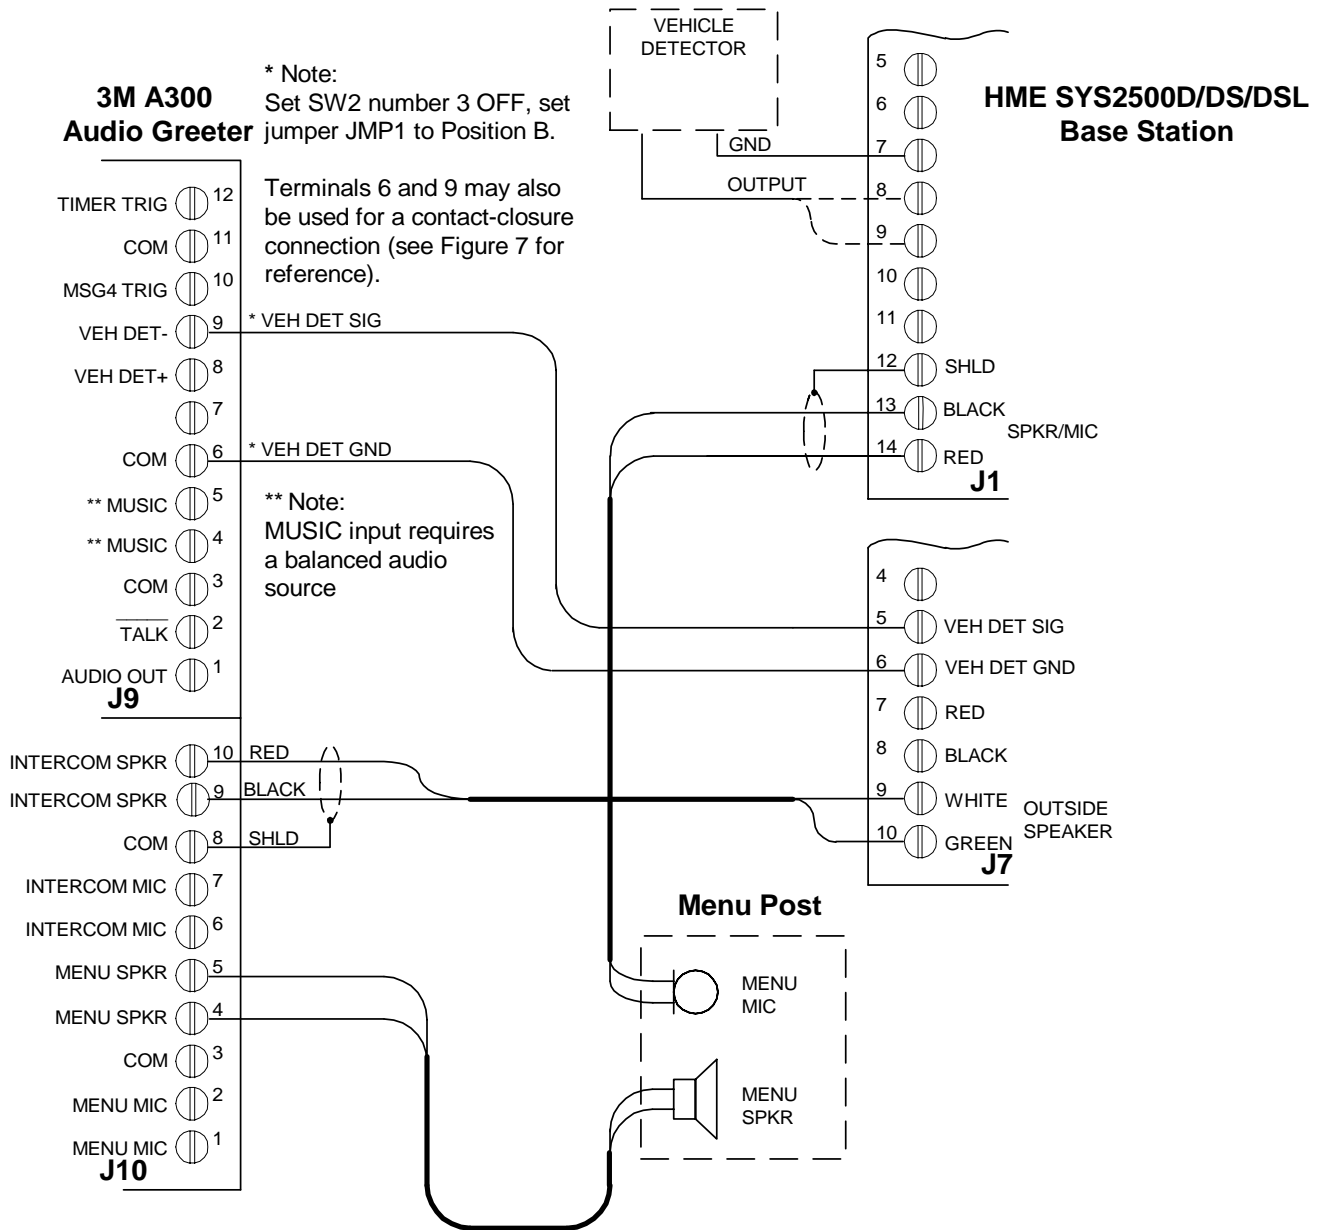 VEHICLE
DETECTOR
3M A300
Audio Greeter
* Note:
Set SW2 number 3 OFF, set
jumper JMP1 to Position B.
Terminals 6 and 9 may also
be used for a contact-closure
connection (see Figure 7 for
reference).
HME SYS2500D/DS/DSL
Base Station
GND
OUTPUT
5
6
7
8
9
10
11
12 SHLD
13 BLACK
SPKR/MIC
14 RED
J1
TIMER TRIG 12
COM 11
MSG4 TRIG 10
VEH DET- 9 * VEH DET SIG
VEH DET+ 8
7
COM 6 * VEH DET GND
** MUSIC 5
** MUSIC 4
COM 3
TALK 2
AUDIO OUT 1
J9
** Note:
MUSIC input requires
a balanced audio
source
4
5 VEH DET SIG
6 VEH DET GND
7 RED
8 BLACK
9 WHITE
10 GREEN
OUTSIDE
SPEAKER
J7
INTERCOM SPKR 10 RED
INTERCOM SPKR 9 BLACK
COM 8 SHLD
INTERCOM MIC 7
INTERCOM MIC 6
MENU SPKR 5
MENU SPKR 4
COM 3
MENU MIC 2
MENU MIC 1
J10
Menu Post
MENU
MIC
MENU
SPKR